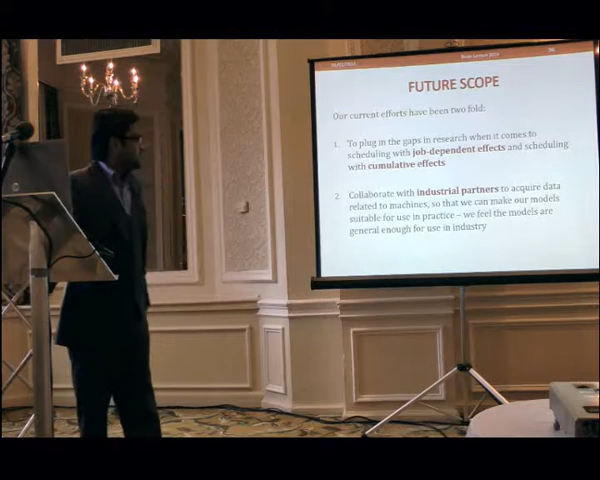 FUTURE SCOPE
Our current efforts have been two fold:
1. To plug in the gaps in research when it comes to
scheduling with job-dependent effects and scheduling
with cumulative effects
2. Collaborate with industrial partners to acquire data
related to machines, so that we can make our models
suitable for use in practice – we feel the models are
general enough for use in industry